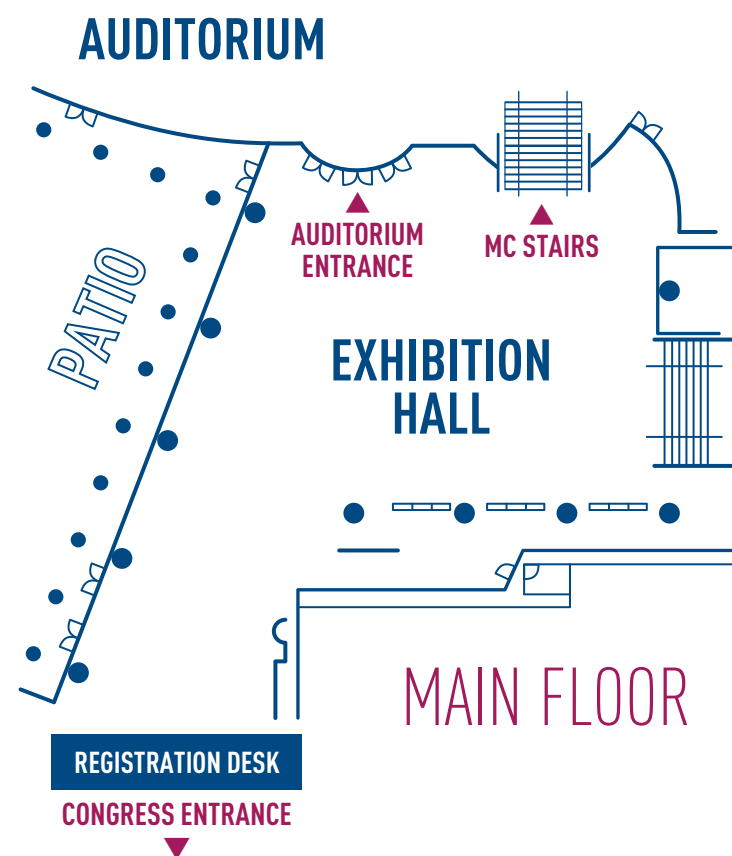 AUDITORIUM
AUDITORIUM
ENTRANCE
MC STAIRS
PATIO
EXHIBITION
HALL
MAIN FLOOR
REGISTRATION DESK
CONGRESS ENTRANCE